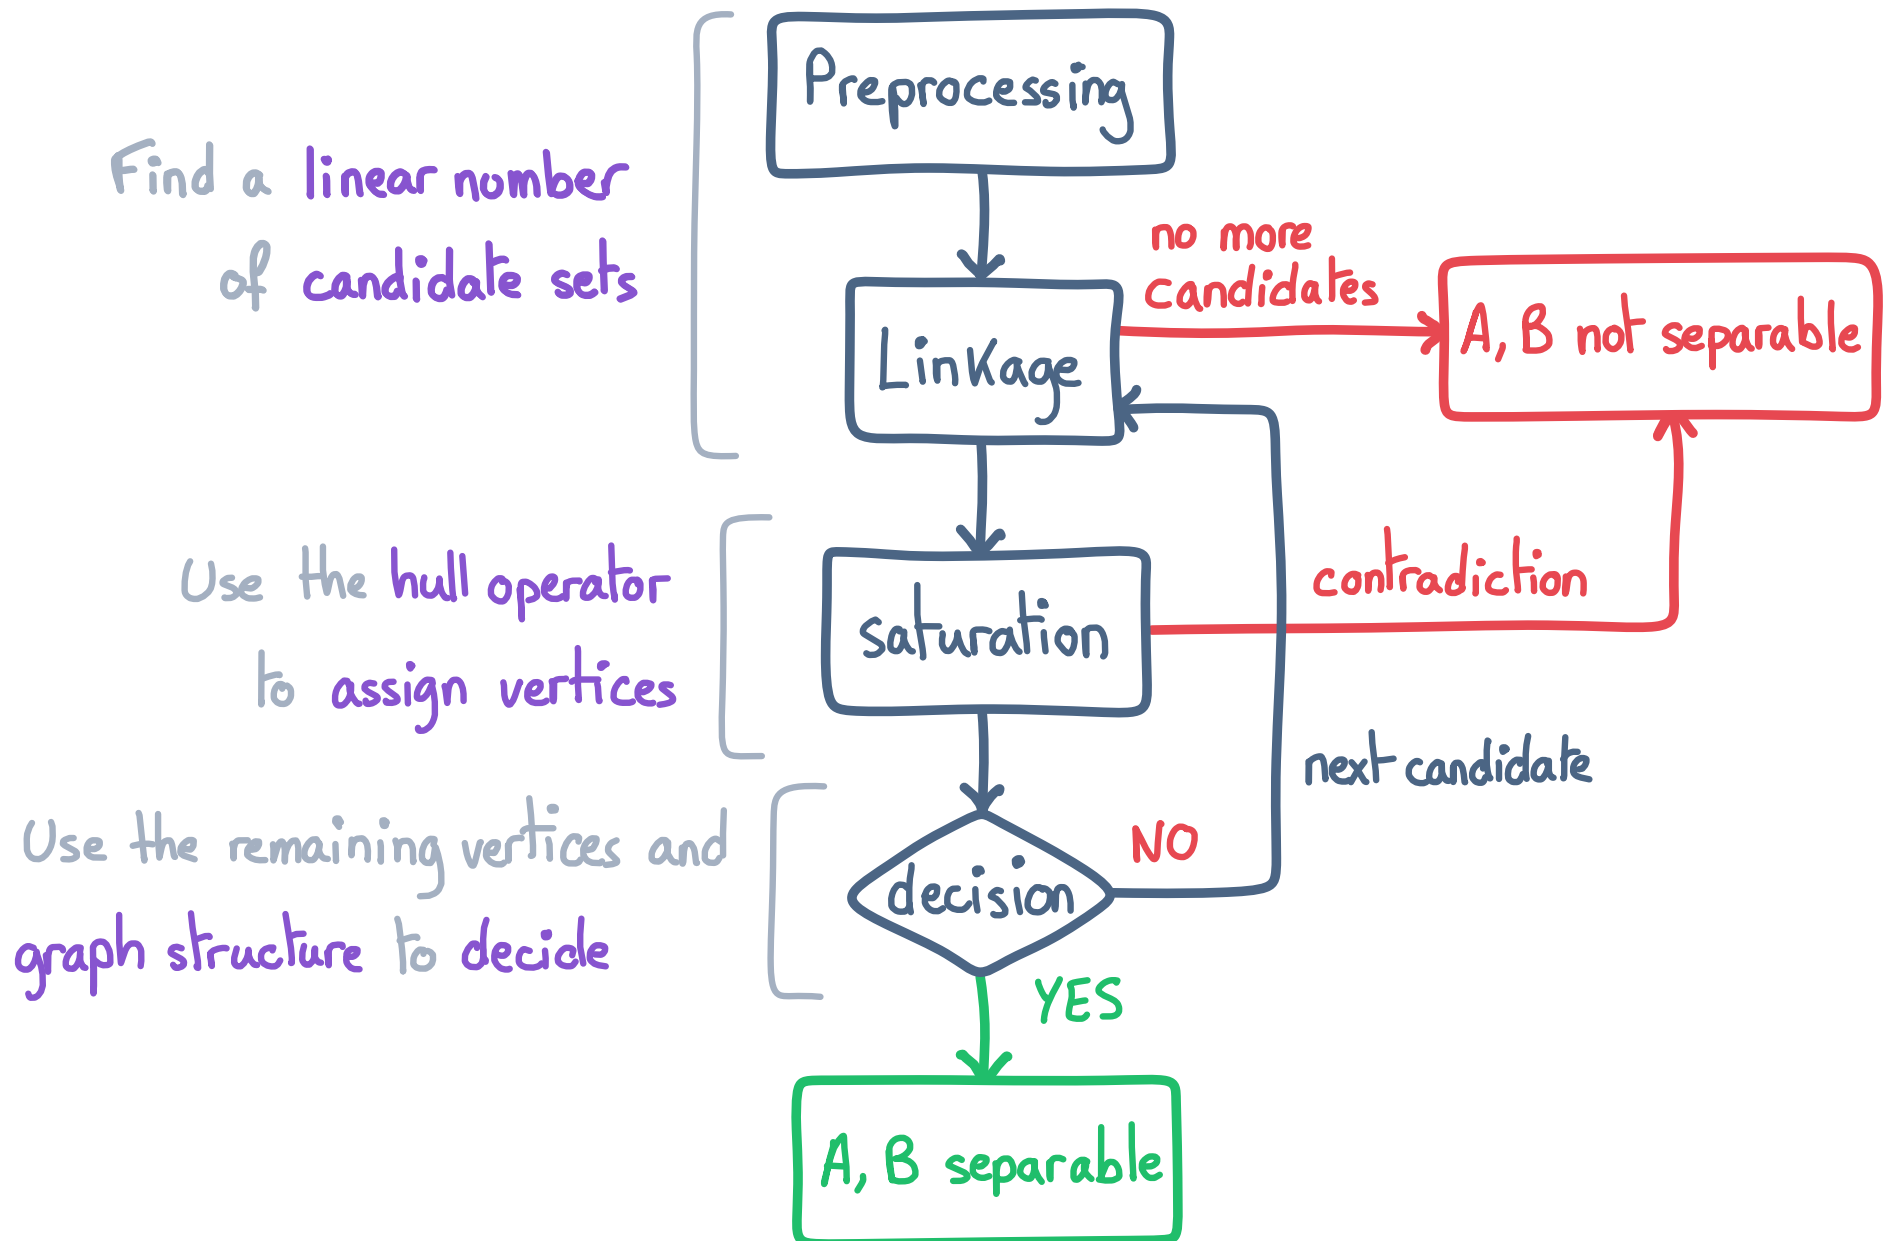 Preprocessing
Find a linear number
of candidate sets
no more
candidates
A, B not separable
Linkage
contradiction
Use the hull operator
to assign vertices
saturation
next candidate
Use the remaining vertices and
graph structure to decide
NO
decision
YES
A, B separable